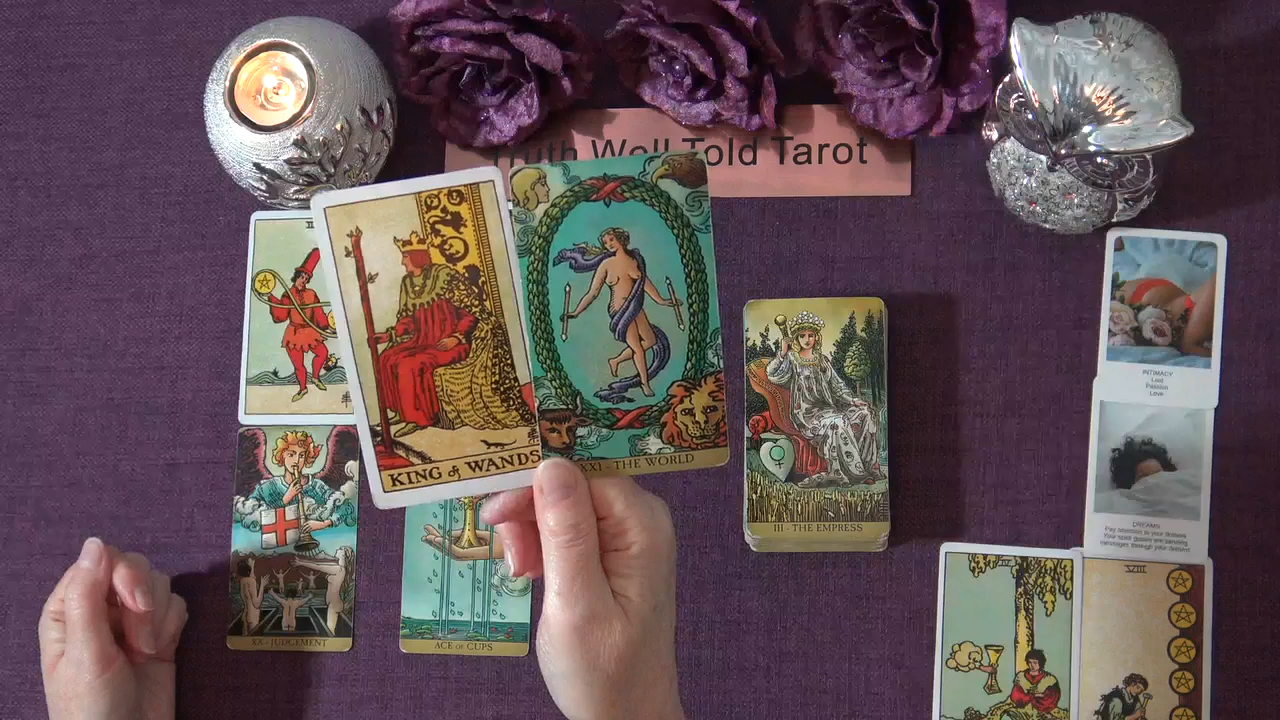 Truth Well Told Tarot
KING of WANDS
XXI - THE WORLD
XX - JUDGEMENT
ACE OF CUPS
III - THE EMPRESS
INTIMACY
Lust
Passion
Love
DREAMS
Pay attention to your dreams
Your spirit guides are sending
messages through your dreams
VIII